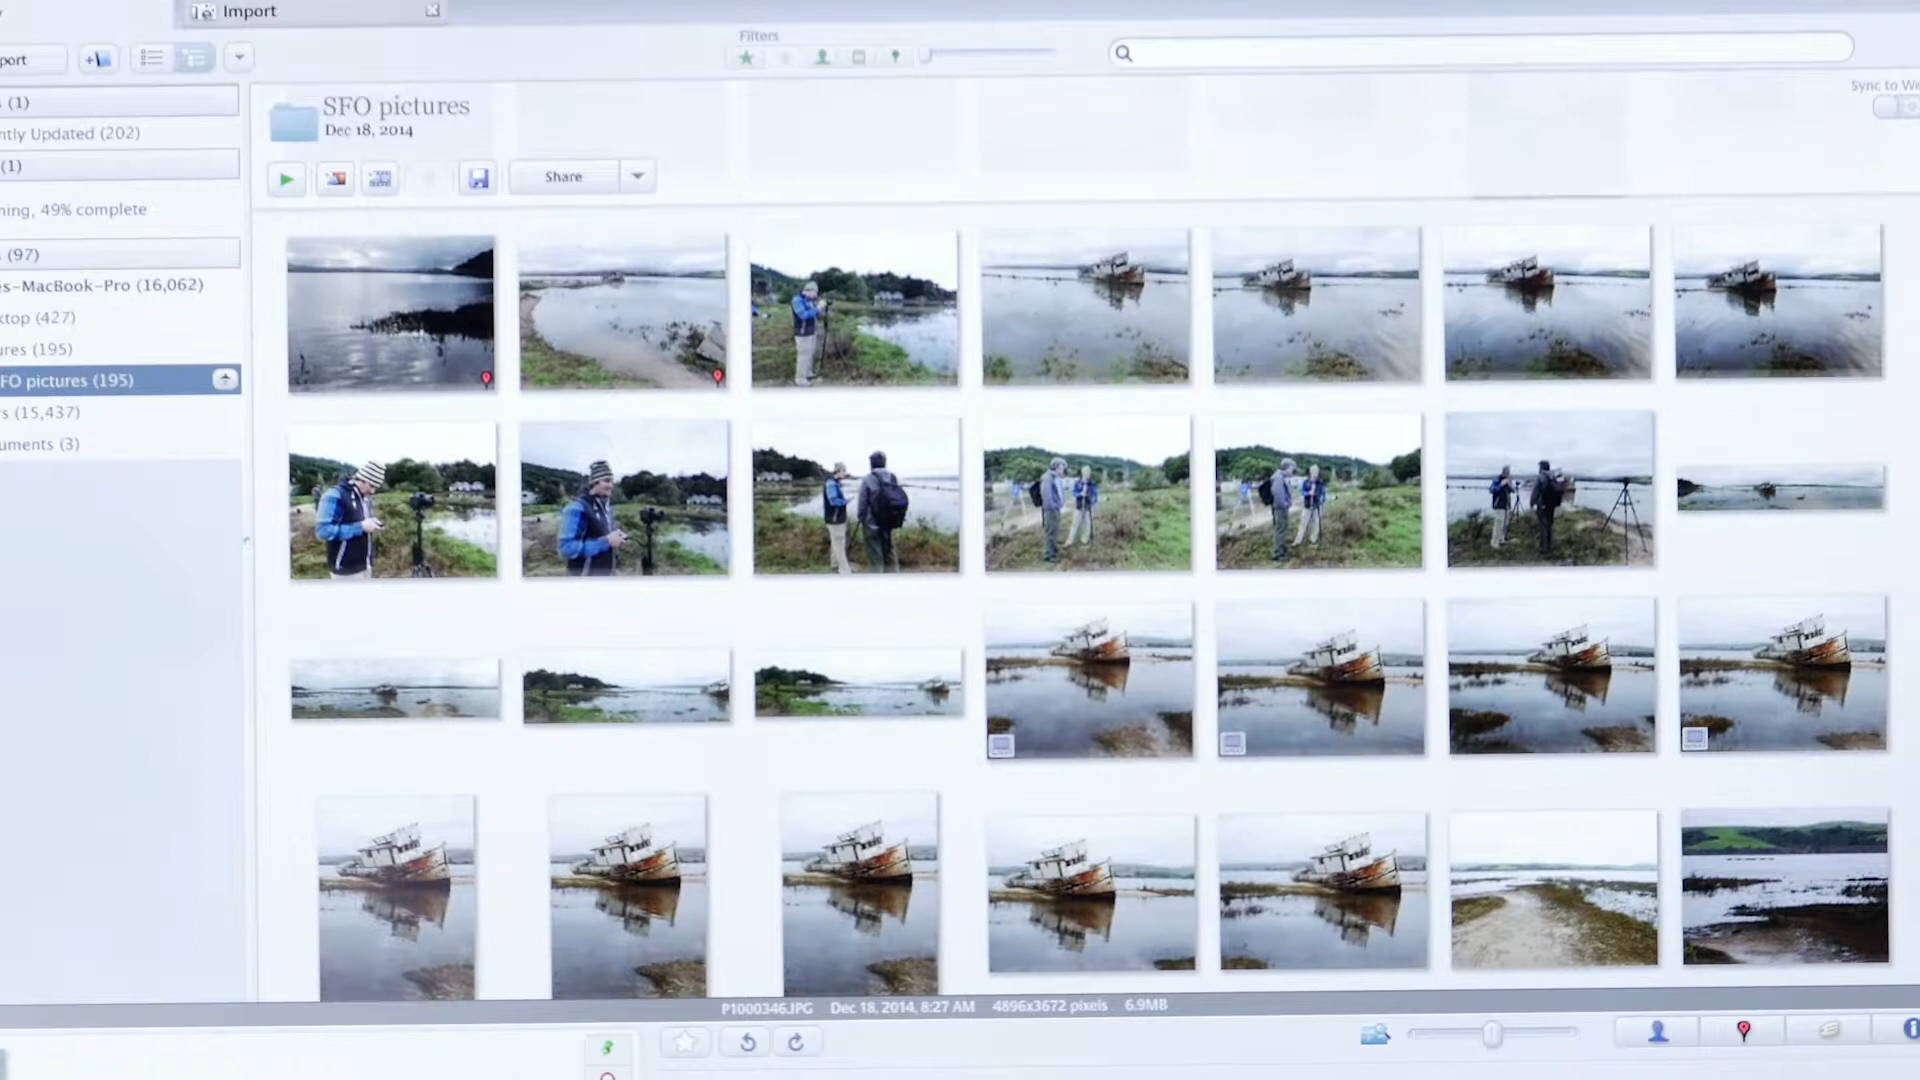 Import
port
Filters
(1)
ntly Updated (202)
(1)
ning, 49% complete
(97)
es-MacBook-Pro (16,062)
ktop (427)
ures (195)
FO pictures (195)
s (15,437)
uments (3)
SFO pictures
Dec 18, 2014
Share
Sync to We
P1000346.JPG Dec 18, 2014, 8:27 AM 4896x3672 pixels 6.9MB